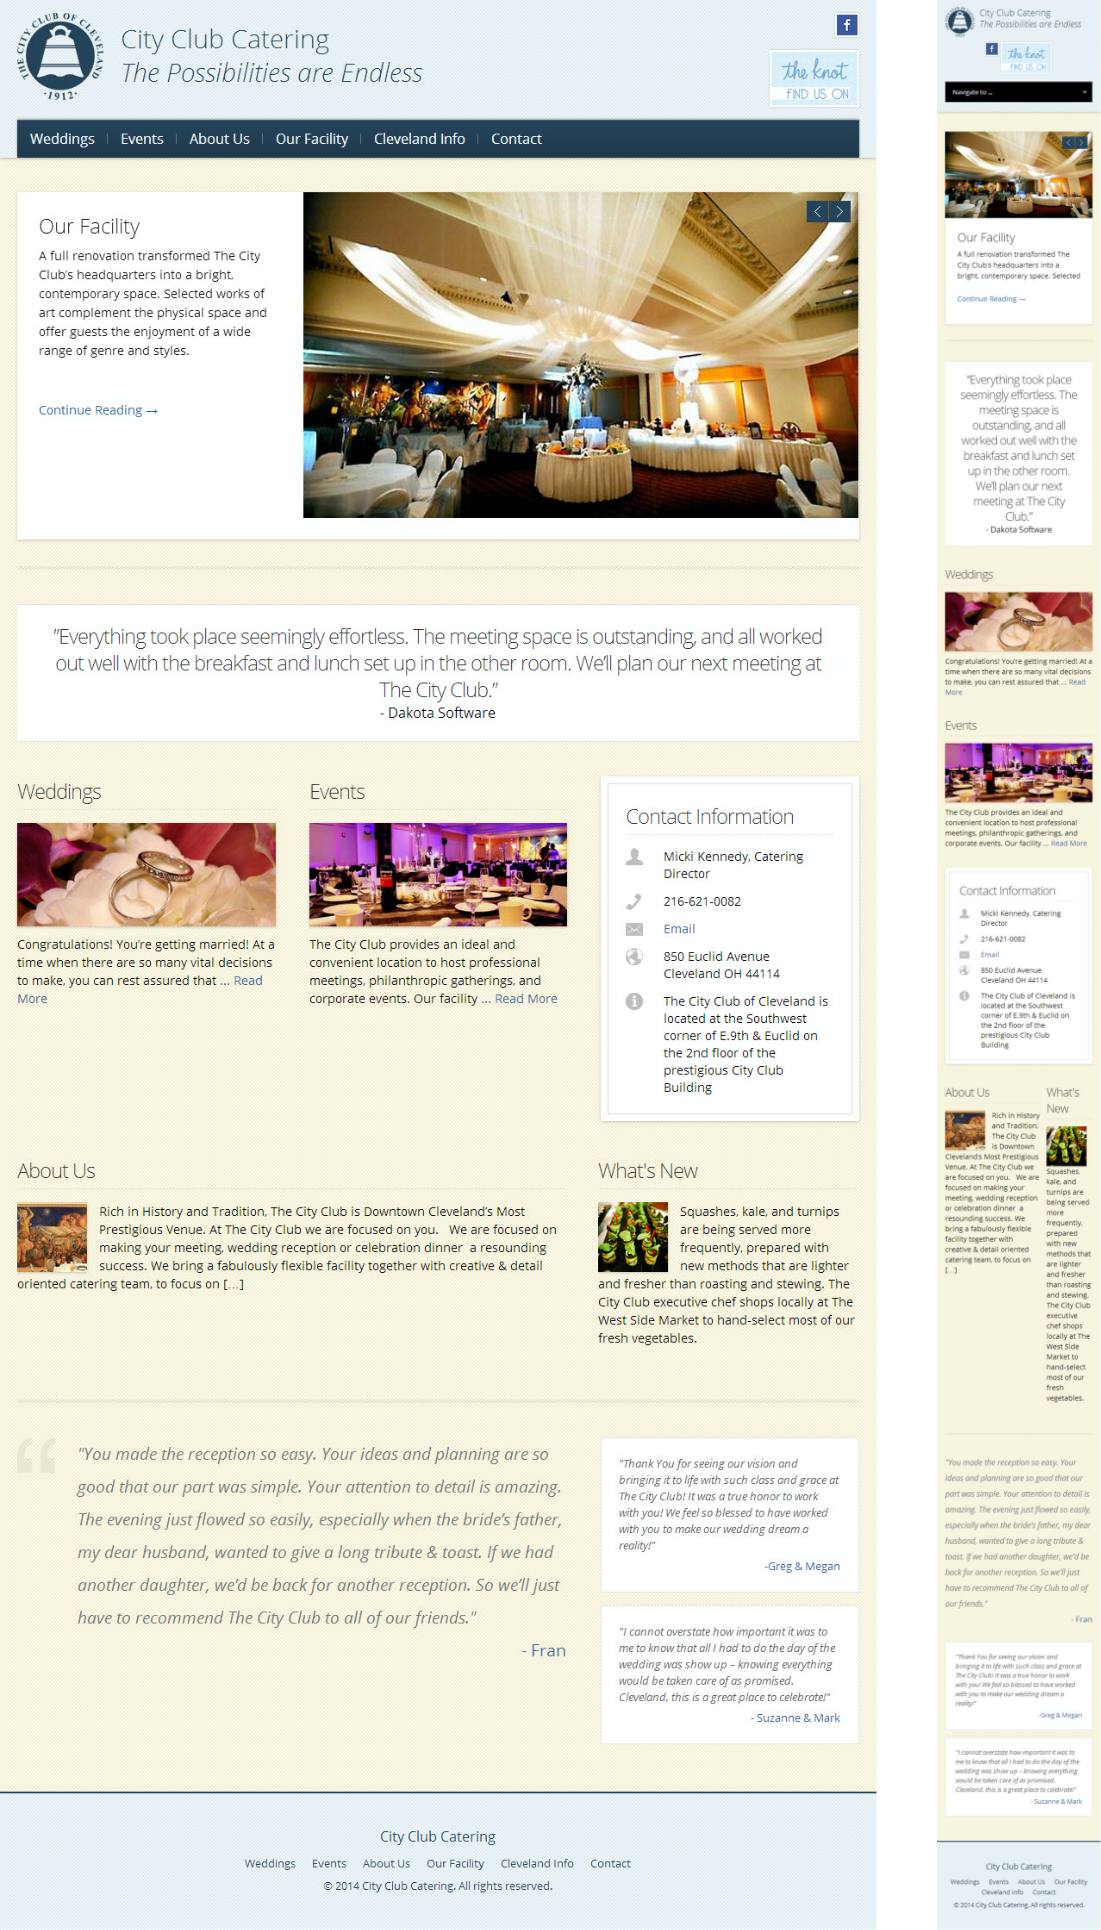 THE CITY CLUB OF CLEVELAND
·1912·
City Club Catering
The Possibilities are Endless
f
the knot
FIND US ON
Weddings
Events
About Us
Our Facility
Cleveland Info
Contact
Our Facility
A full renovation transformed The City
Club's headquarters into a bright,
contemporary space. Selected works of
art complement the physical space and
offer guests the enjoyment of a wide
range of genre and styles.
Continue Reading →
"Everything took place seemingly effortless. The meeting space is outstanding, and all worked
out well with the breakfast and lunch set up in the other room. We'll plan our next meeting at
The City Club."
- Dakota Software
Weddings
Congratulations! You're getting married! At a
time when there are so many vital decisions
to make, you can rest assured that ... Read
More
Events
The City Club provides an ideal and
convenient location to host professional
meetings, philanthropic gatherings, and
corporate events. Our facility ... Read More
Contact Information
Micki Kennedy, Catering
Director
216-621-0082
Email
850 Euclid Avenue
Cleveland OH 44114
The City Club of Cleveland is
located at the Southwest
corner of E.9th & Euclid on
the 2nd floor of the
prestigious City Club
Building
About Us
Rich in History and Tradition, The City Club is Downtown Cleveland's Most
Prestigious Venue. At The City Club we are focused on you.   We are focused on
making your meeting, wedding reception or celebration dinner  a resounding
success. We bring a fabulously flexible facility together with creative & detail
oriented catering team, to focus on [...]
What's New
Squashes, kale, and turnips
are being served more
frequently, prepared with
new methods that are lighter
and fresher than roasting and stewing. The
City Club executive chef shops locally at The
West Side Market to hand-select most of our
fresh vegetables.
"You made the reception so easy. Your ideas and planning are so
good that our part was simple. Your attention to detail is amazing.
The evening just flowed so easily, especially when the bride's father,
my dear husband, wanted to give a long tribute & toast. If we had
another daughter, we'd be back for another reception. So we'll just
have to recommend The City Club to all of our friends."
- Fran
"Thank You for seeing our vision and
bringing it to life with such class and grace at
The City Club! It was a true honor to work
with you! We feel so blessed to have worked
with you to make our wedding dream a
reality!"
-Greg & Megan
"I cannot overstate how important it was to
me to know that all I had to do the day of the
wedding was show up – knowing everything
would be taken care of as promised.
Cleveland, this is a great place to celebrate!"
- Suzanne & Mark
City Club Catering
Weddings Events About Us Our Facility Cleveland Info Contact
© 2014 City Club Catering. All rights reserved.
City Club Catering
The Possibilities are Endless
f
the knot
FIND US ON
Navigate to ...
Our Facility
A full renovation transformed The
City Club's headquarters into a
bright, contemporary space. Selected
Continue Reading →
"Everything took place
seemingly effortless. The
meeting space is
outstanding, and all
worked out well with the
breakfast and lunch set
up in the other room.
We'll plan our next
meeting at The City
Club."
- Dakota Software
Weddings
Congratulations! You're getting married! At a
time when there are so many vital decisions
to make, you can rest assured that ... Read
More
Events
The City Club provides an ideal and
convenient location to host professional
meetings, philanthropic gatherings, and
corporate events. Our facility ... Read More
Contact Information
Micki Kennedy, Catering
Director
216-621-0082
Email
850 Euclid Avenue
Cleveland OH 44114
The City Club of Cleveland is
located at the Southwest
corner of E.9th & Euclid on
the 2nd floor of the
prestigious City Club
Building
About Us
Rich in History
and Tradition,
The City Club
is Downtown
Cleveland's Most Prestigious
Venue. At The City Club we
are focused on you.   We are
focused on making your
meeting, wedding reception
or celebration dinner  a
resounding success. We
bring a fabulously flexible
facility together with
creative & detail oriented
catering team, to focus on
[...]
What's
New
Squashes,
kale, and
turnips are
being served
more
frequently,
prepared
with new
methods that
are lighter
and fresher
than roasting
and stewing.
The City Club
executive
chef shops
locally at The
West Side
Market to
hand-select
most of our
fresh
vegetables.
"You made the reception so easy. Your
ideas and planning are so good that our
part was simple. Your attention to detail is
amazing. The evening just flowed so easily,
especially when the bride's father, my dear
husband, wanted to give a long tribute &
toast. If we had another daughter, we'd be
back for another reception. So we'll just
have to recommend The City Club to all of
our friends."
- Fran
"Thank You for seeing our vision and
bringing it to life with such class and grace at
The City Club! It was a true honor to work
with you! We feel so blessed to have worked
with you to make our wedding dream a
reality!"
-Greg & Megan
"I cannot overstate how important it was to
me to know that all I had to do the day of the
wedding was show up – knowing everything
would be taken care of as promised.
Cleveland, this is a great place to celebrate!"
- Suzanne & Mark
City Club Catering
Weddings Events About Us Our Facility
Cleveland Info Contact
© 2014 City Club Catering. All rights reserved.